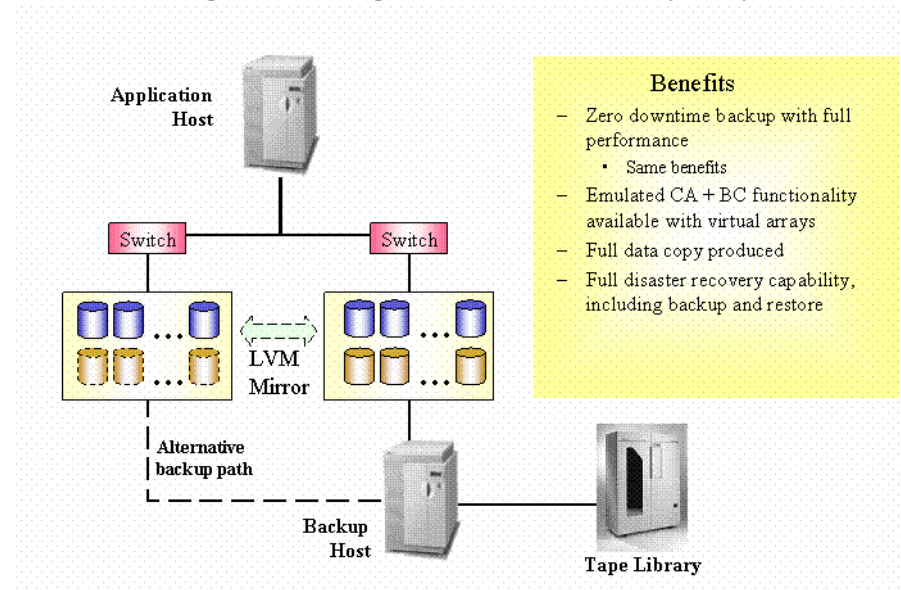 Application
Host
Switch
Switch
LVM
Mirror
Alternative
backup path
Backup
Host
Tape Library
Benefits
– Zero downtime backup with full
performance
• Same benefits
– Emulated CA + BC functionality
available with virtual arrays
– Full data copy produced
– Full disaster recovery capability,
including backup and restore